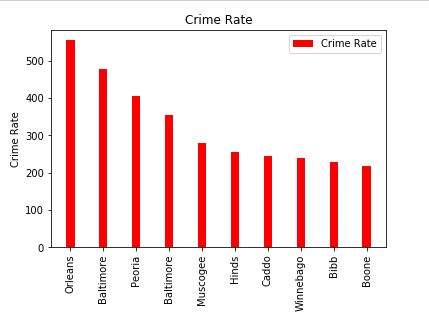 Crime Rate
Crime Rate
Crime Rate
500
400
300
200
100
0
Orleans
Baltimore
Peoria
Baltimore
Muscogee
Hinds
Caddo
Winnebago
Bibb
Boone